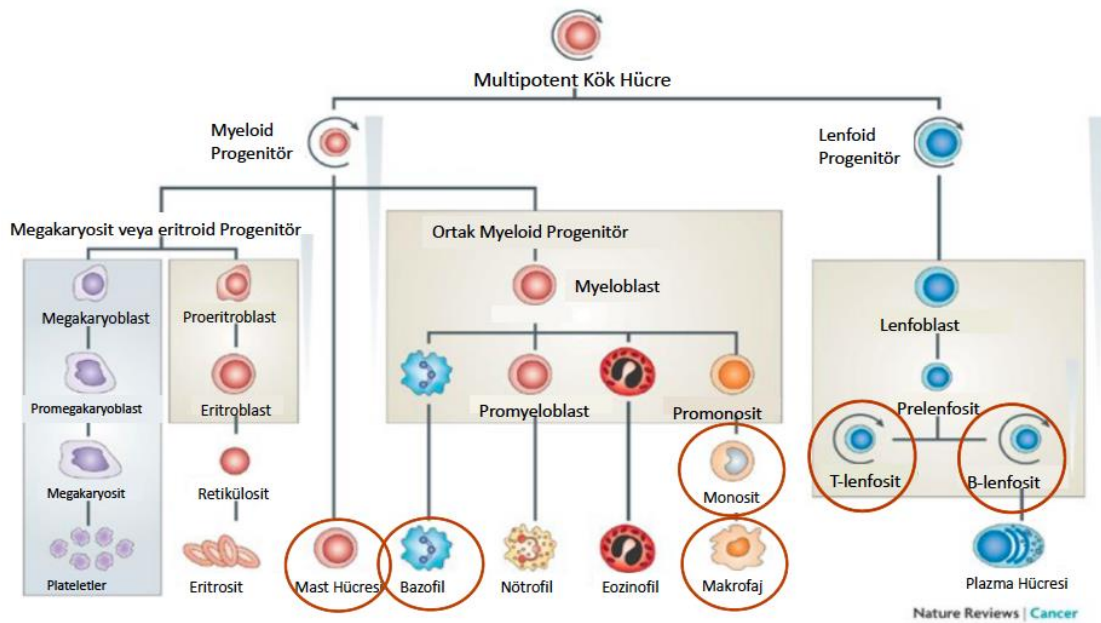 Multipotent Kök Hücre
Myeloid
Progenitör
Lenfoid
Progenitör
Megakaryosit veya eritroid Progenitör
Ortak Myeloid Progenitör
Myeloblast
Megakaryoblast
Proeritroblast
Lenfoblast
Promegakaryoblast
Eritroblast
Promyeloblast
Promonosit
Prelenfosit
Megakaryosit
Retikülosit
Monosit
T-lenfosit
B-lenfosit
Plateletler
Eritrosit
Mast Hücresi
Bazofil
Nötrofil
Eozinofil
Makrofaj
Plazma Hücresi
Nature Reviews | Cancer